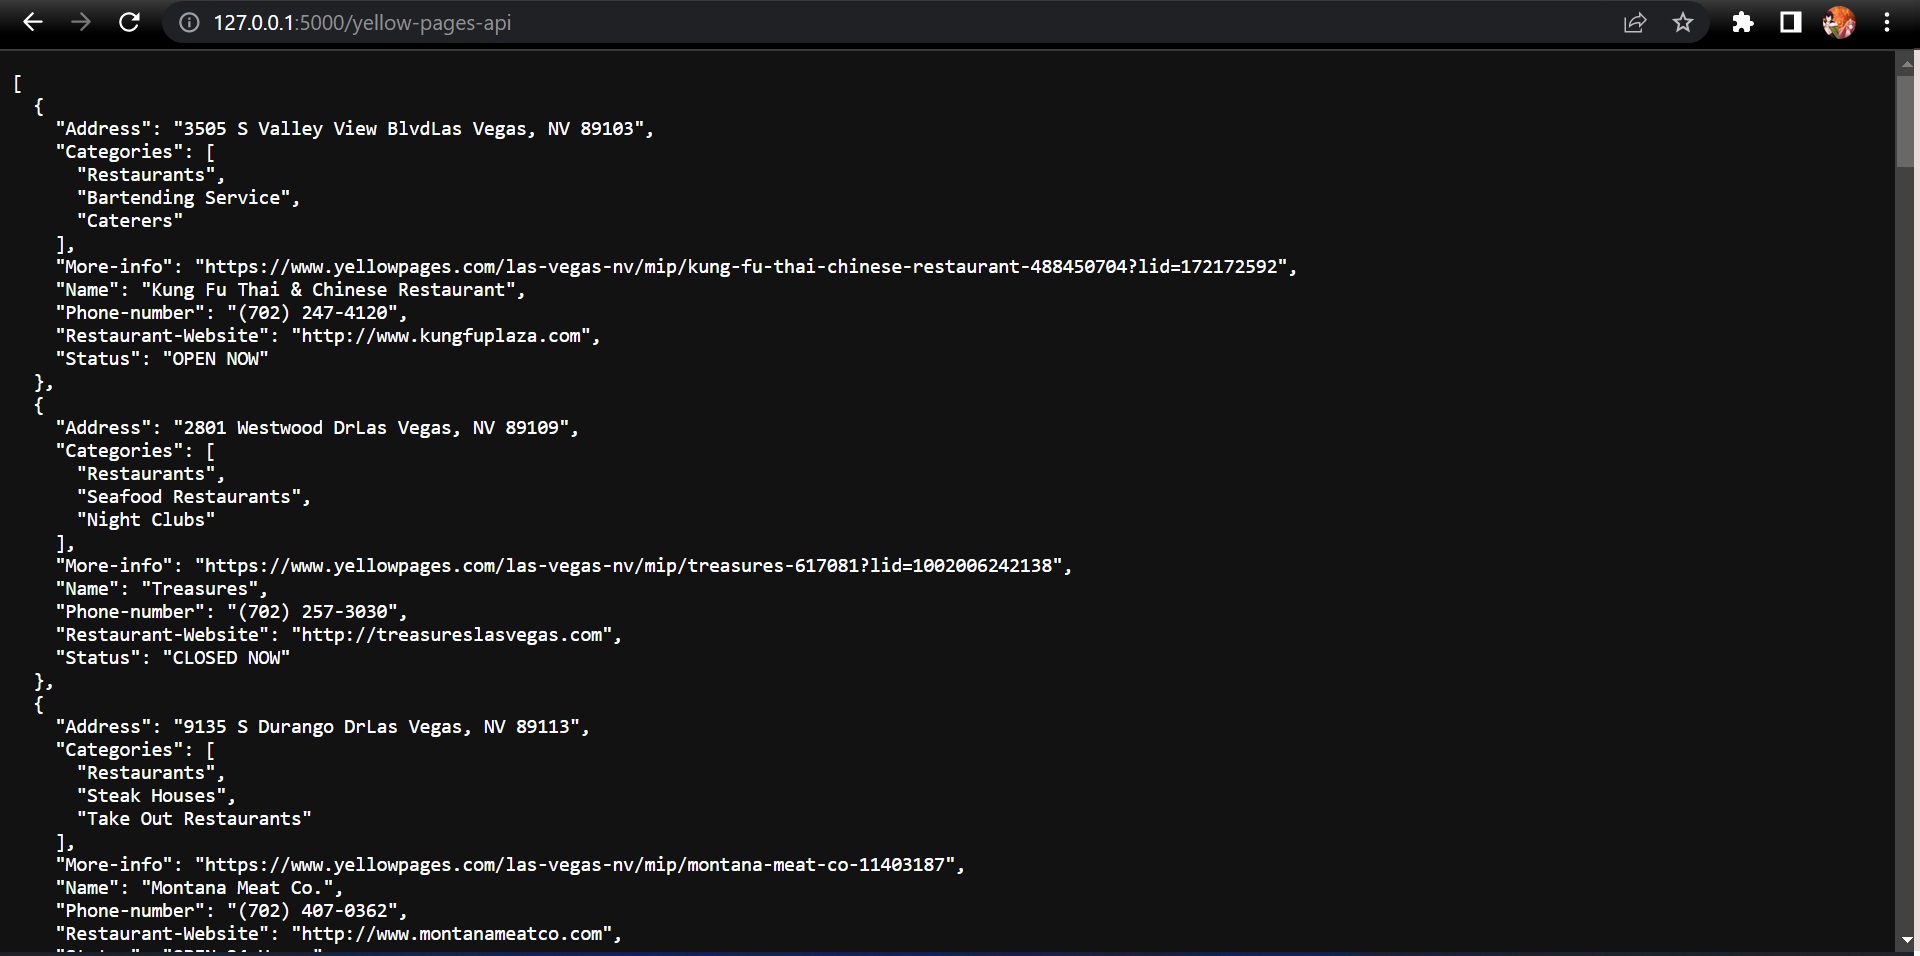 127.0.0.1:5000/yellow-pages-api
[
  {
    "Address": "3505 S Valley View BlvdLas Vegas, NV 89103",
    "Categories": [
      "Restaurants",
      "Bartending Service",
      "Caterers"
    ],
    "More-info": "https://www.yellowpages.com/las-vegas-nv/mip/kung-fu-thai-chinese-restaurant-488450704?lid=172172592",
    "Name": "Kung Fu Thai & Chinese Restaurant",
    "Phone-number": "(702) 247-4120",
    "Restaurant-Website": "http://www.kungfuplaza.com",
    "Status": "OPEN NOW"
  },
  {
    "Address": "2801 Westwood DrLas Vegas, NV 89109",
    "Categories": [
      "Restaurants",
      "Seafood Restaurants",
      "Night Clubs"
    ],
    "More-info": "https://www.yellowpages.com/las-vegas-nv/mip/treasures-617081?lid=1002006242138",
    "Name": "Treasures",
    "Phone-number": "(702) 257-3030",
    "Restaurant-Website": "http://treasureslasvegas.com",
    "Status": "CLOSED NOW"
  },
  {
    "Address": "9135 S Durango DrLas Vegas, NV 89113",
    "Categories": [
      "Restaurants",
      "Steak Houses",
      "Take Out Restaurants"
    ],
    "More-info": "https://www.yellowpages.com/las-vegas-nv/mip/montana-meat-co-11403187",
    "Name": "Montana Meat Co.",
    "Phone-number": "(702) 407-0362",
    "Restaurant-Website": "http://www.montanameatco.com",